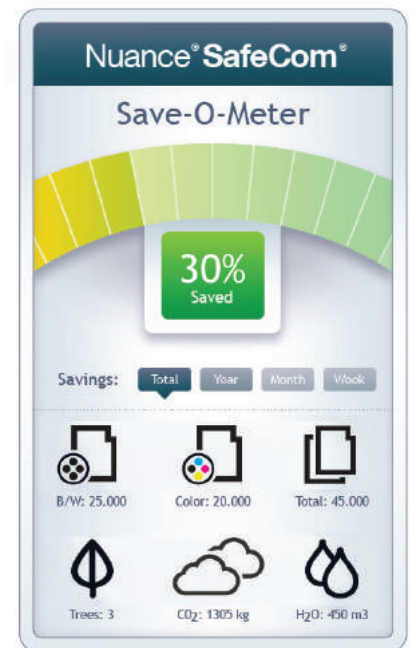 Nuance® SafeCom®
Save-O-Meter
30%
Saved
Savings: Total Year Month Week
B/W: 25.000 Color: 20.000 Total: 45.000
Trees: 3 CO2: 1305 kg H2O: 450 m3